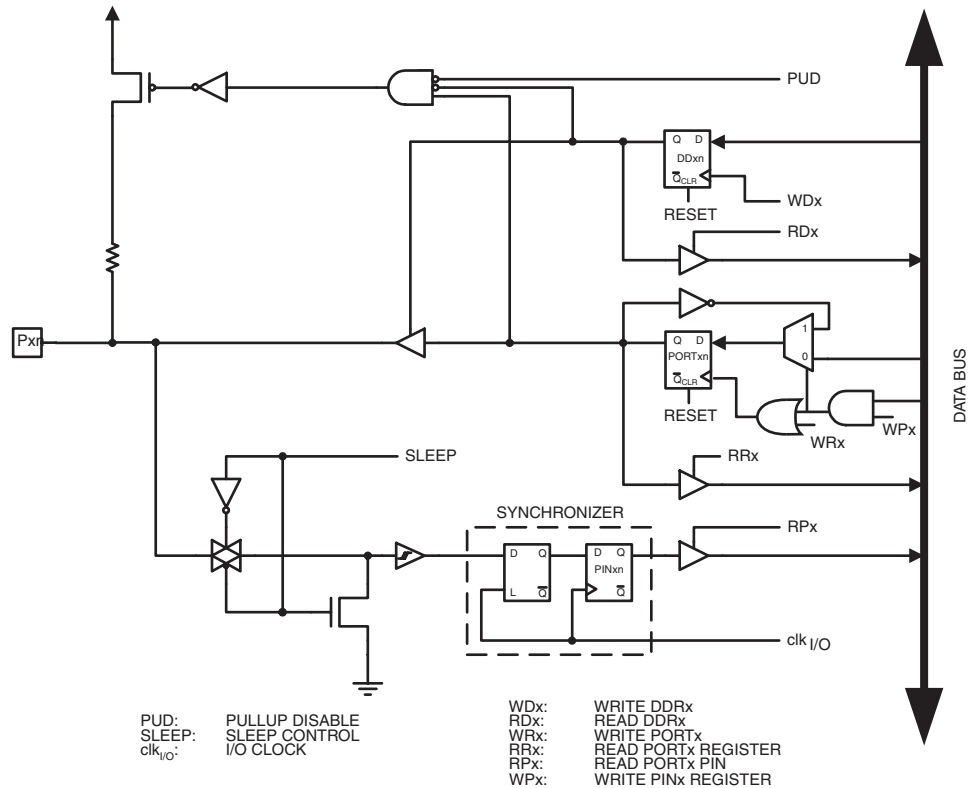 PUD
Q D
DDxn
Q CLR
WDx
RESET
RDx
Pxn
1
Q D
PORTxn
0
Q CLR
RESET
WPx
WRx
DATA BUS
SLEEP
RRx
SYNCHRONIZER
RPx
D Q
D Q
PINxn
L Q
Q
clk I/O
PUD: PULLUP DISABLE
SLEEP: SLEEP CONTROL
clkI/O: I/O CLOCK
WDx: WRITE DDRx
RDx: READ DDRx
WRx: WRITE PORTx
RRx: READ PORTx REGISTER
RPx: READ PORTx PIN
WPx: WRITE PINx REGISTER